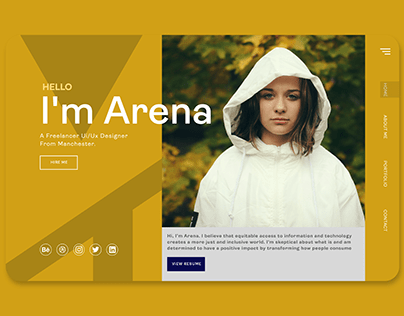 HELLO
I'm Arena
A Freelancer UI/Ux Designer
From Manchester.
HIRE ME
Hi, I'm Arena, I believe that equitable access to information and technology
creates a more just and inclusive world. I'm skeptical about what is and am
determined to have a positive impact by transforming how people consume
VIEW RESUME
HOME
ABOUT ME
PORTFOLIO
CONTACT
Bē
in